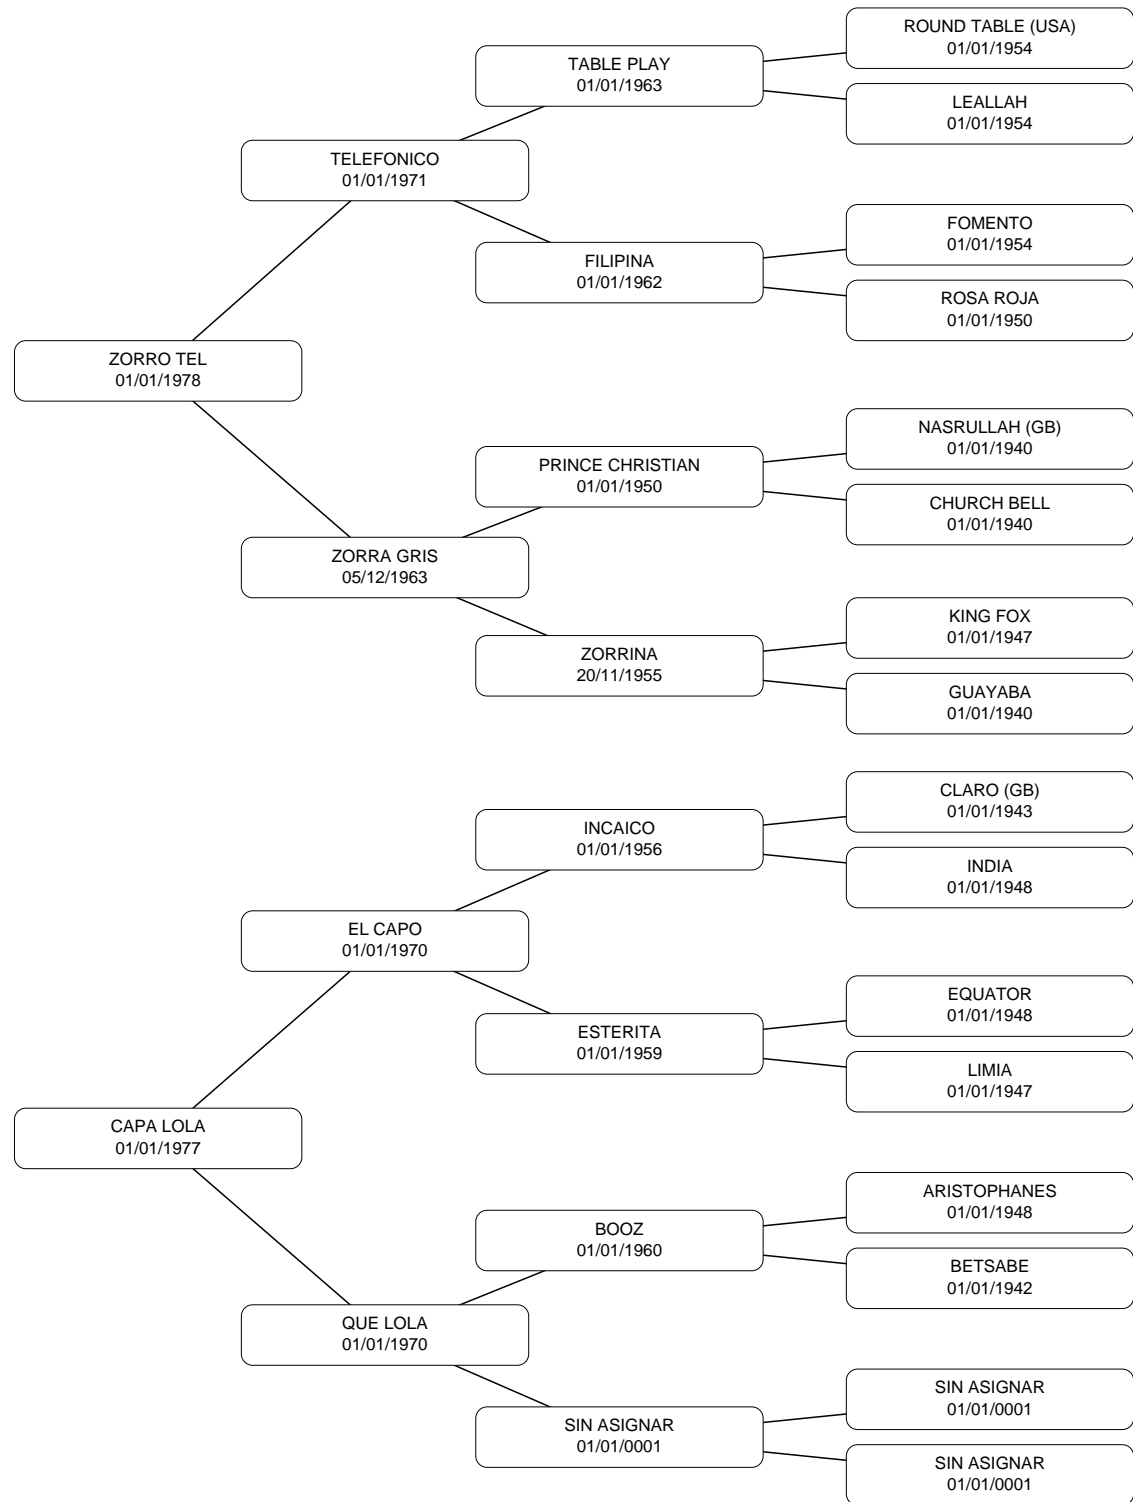 ROUND TABLE (USA)
01/01/1954
TABLE PLAY
01/01/1963
LEALLAH
01/01/1954
TELEFONICO
01/01/1971
FOMENTO
01/01/1954
FILIPINA
01/01/1962
ROSA ROJA
01/01/1950
ZORRO TEL
01/01/1978
NASRULLAH (GB)
01/01/1940
PRINCE CHRISTIAN
01/01/1950
CHURCH BELL
01/01/1940
ZORRA GRIS
05/12/1963
KING FOX
01/01/1947
ZORRINA
20/11/1955
GUAYABA
01/01/1940
CLARO (GB)
01/01/1943
INCAICO
01/01/1956
INDIA
01/01/1948
EL CAPO
01/01/1970
EQUATOR
01/01/1948
ESTERITA
01/01/1959
LIMIA
01/01/1947
CAPA LOLA
01/01/1977
ARISTOPHANES
01/01/1948
BOOZ
01/01/1960
BETSABE
01/01/1942
QUE LOLA
01/01/1970
SIN ASIGNAR
01/01/0001
SIN ASIGNAR
01/01/0001
SIN ASIGNAR
01/01/0001